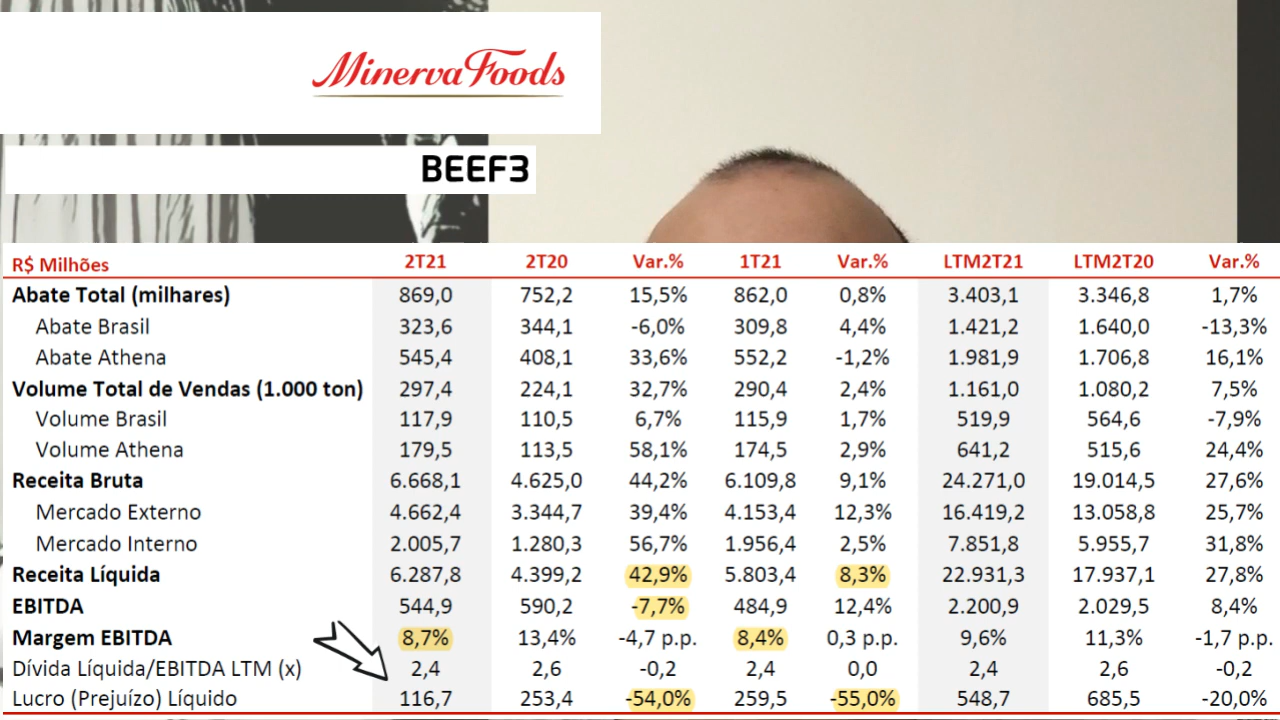 Minerva Foods
BEEF3
R$ Milhões 2T21 2T20 Var.% 1T21 Var.% LTM2T21 LTM2T20 Var.%
Abate Total (milhares) 869,0 752,2 15,5% 862,0 0,8% 3.403,1 3.346,8 1,7%
Abate Brasil 323,6 344,1 -6,0% 309,8 4,4% 1.421,2 1.640,0 -13,3%
Abate Athena 545,4 408,1 33,6% 552,2 -1,2% 1.981,9 1.706,8 16,1%
Volume Total de Vendas (1.000 ton) 297,4 224,1 32,7% 290,4 2,4% 1.161,0 1.080,2 7,5%
Volume Brasil 117,9 110,5 6,7% 115,9 1,7% 519,9 564,6 -7,9%
Volume Athena 179,5 113,5 58,1% 174,5 2,9% 641,2 515,6 24,4%
Receita Bruta 6.668,1 4.625,0 44,2% 6.109,8 9,1% 24.271,0 19.014,5 27,6%
Mercado Externo 4.662,4 3.344,7 39,4% 4.153,4 12,3% 16.419,2 13.058,8 25,7%
Mercado Interno 2.005,7 1.280,3 56,7% 1.956,4 2,5% 7.851,8 5.955,7 31,8%
Receita Líquida 6.287,8 4.399,2 42,9% 5.803,4 8,3% 22.931,3 17.937,1 27,8%
EBITDA 544,9 590,2 -7,7% 484,9 12,4% 2.200,9 2.029,5 8,4%
Margem EBITDA 8,7% 13,4% -4,7 p.p. 8,4% 0,3 p.p. 9,6% 11,3% -1,7 p.p.
Dívida Líquida/EBITDA LTM (x) 2,4 2,6 -0,2 2,4 0,0 2,4 2,6 -0,2
Lucro (Prejuízo) Líquido 116,7 253,4 -54,0% 259,5 -55,0% 548,7 685,5 -20,0%